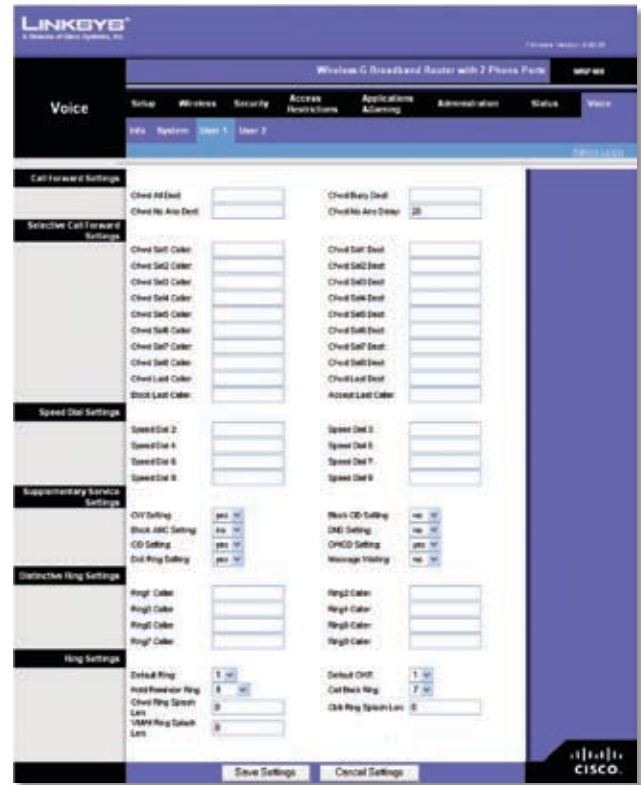 LINKSYS®
A Division of Cisco Systems, Inc.
Wireless-G Broadband Router with 2 Phone Ports
Voice
Setup Wireless Security Access Restrictions Applications & Gaming Administration Status Voice
Info System User 1 User 2
Admin Login
Call Forward Settings
Cfwd All Dest: Cfwd Busy Dest:
Cfwd No Ans Dest: Cfwd No Ans Delay: 20
Selective Call Forward Settings
Cfwd Sel1 Caller: Cfwd Sel1 Dest:
Cfwd Sel2 Caller: Cfwd Sel2 Dest:
Cfwd Sel3 Caller: Cfwd Sel3 Dest:
Cfwd Sel4 Caller: Cfwd Sel4 Dest:
Cfwd Sel5 Caller: Cfwd Sel5 Dest:
Cfwd Sel6 Caller: Cfwd Sel6 Dest:
Cfwd Sel7 Caller: Cfwd Sel7 Dest:
Cfwd Sel8 Caller: Cfwd Sel8 Dest:
Cfwd Last Caller: Cfwd Last Dest:
Block Last Caller: Accept Last Caller:
Speed Dial Settings
Speed Dial 2: Speed Dial 3:
Speed Dial 4: Speed Dial 5:
Speed Dial 6: Speed Dial 7:
Speed Dial 8: Speed Dial 9:
Supplementary Service Settings
CW Setting: yes Block CID Setting: no
Block ANC Setting: no DND Setting: no
CID Setting: yes CWCID Setting: yes
Dist Ring Setting: yes Message Waiting: no
Distinctive Ring Settings
Ring1 Caller: Ring2 Caller:
Ring3 Caller: Ring4 Caller:
Ring5 Caller: Ring6 Caller:
Ring7 Caller: Ring8 Caller:
Ring Settings
Default Ring: 1 Default CWT: 1
Hold Reminder Ring: 8 Call Back Ring: 7
Cfwd Ring Splash Len: 0 Cblk Ring Splash Len: 0
VMWI Ring Splash Len: 0
Save Settings Cancel Settings
CISCO.